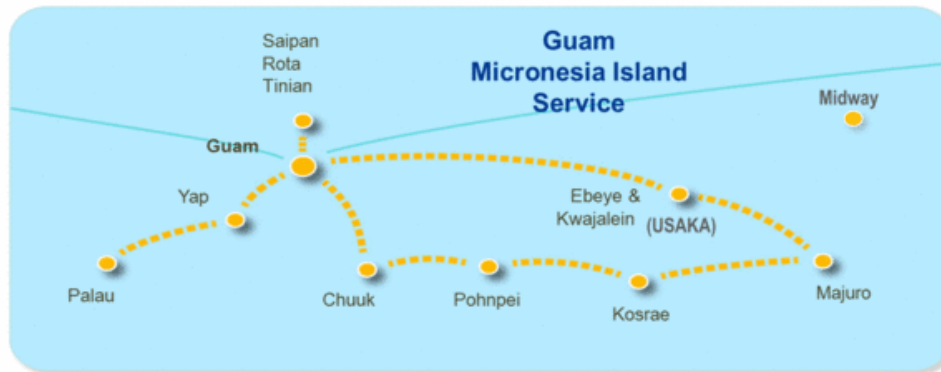 Saipan
Rota
Tinian
Guam
Micronesia Island
Service
Midway
Guam
Yap
Ebeye &
Kwajalein
(USAKA)
Palau
Chuuk
Pohnpei
Kosrae
Majuro